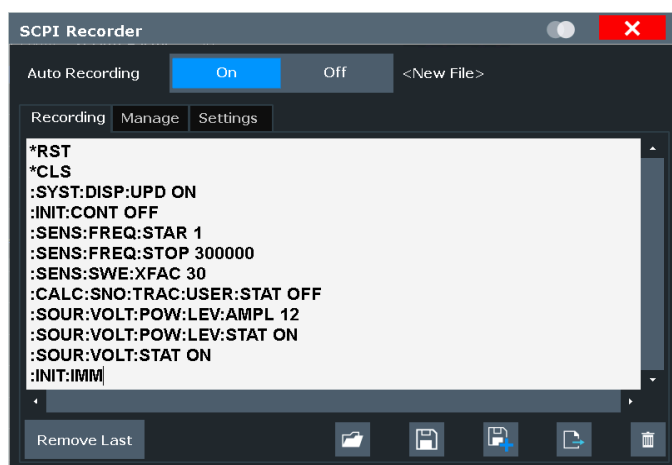 SCPI Recorder
Auto Recording On Off <New File>
Recording Manage Settings
*RST
*CLS
:SYST:DISP:UPD ON
:INIT:CONT OFF
:SENS:FREQ:STAR 1
:SENS:FREQ:STOP 300000
:SENS:SWE:XFAC 30
:CALC:SNO:TRAC:USER:STAT OFF
:SOUR:VOLT:POW:LEV:AMPL 12
:SOUR:VOLT:POW:LEV:STAT ON
:SOUR:VOLT:STAT ON
:INIT:IMM
Remove Last